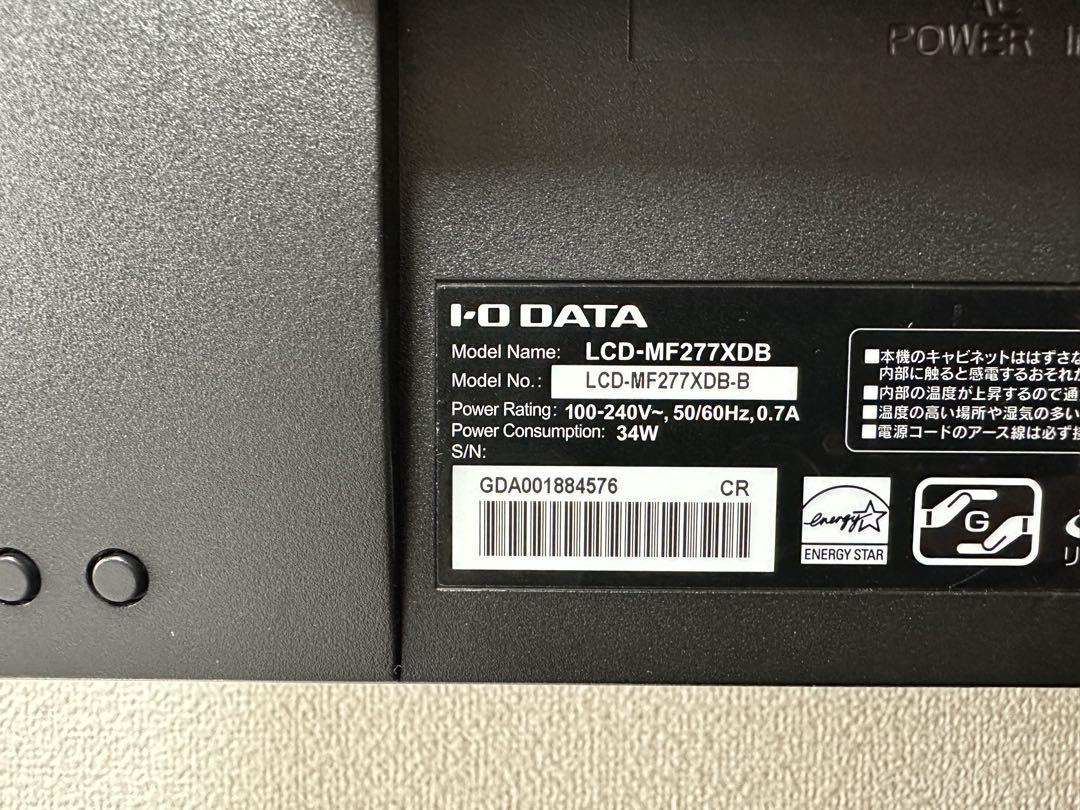 AC
POWER
I-O DATA
Model Name: LCD-MF277XDB
Model No.: LCD-MF277XDB-B
Power Rating: 100-240V~, 50/60Hz, 0.7A
Power Consumption: 34W
S/N:
GDA001884576 CR
energy
ENERGY STAR
G
■本機のキャビネットははずさな
内部に触ると感電するおそれが
■内部の温度が上昇するので通
■温度の高い場所や湿気の多い
■電源コードのアース線は必ず接
リ